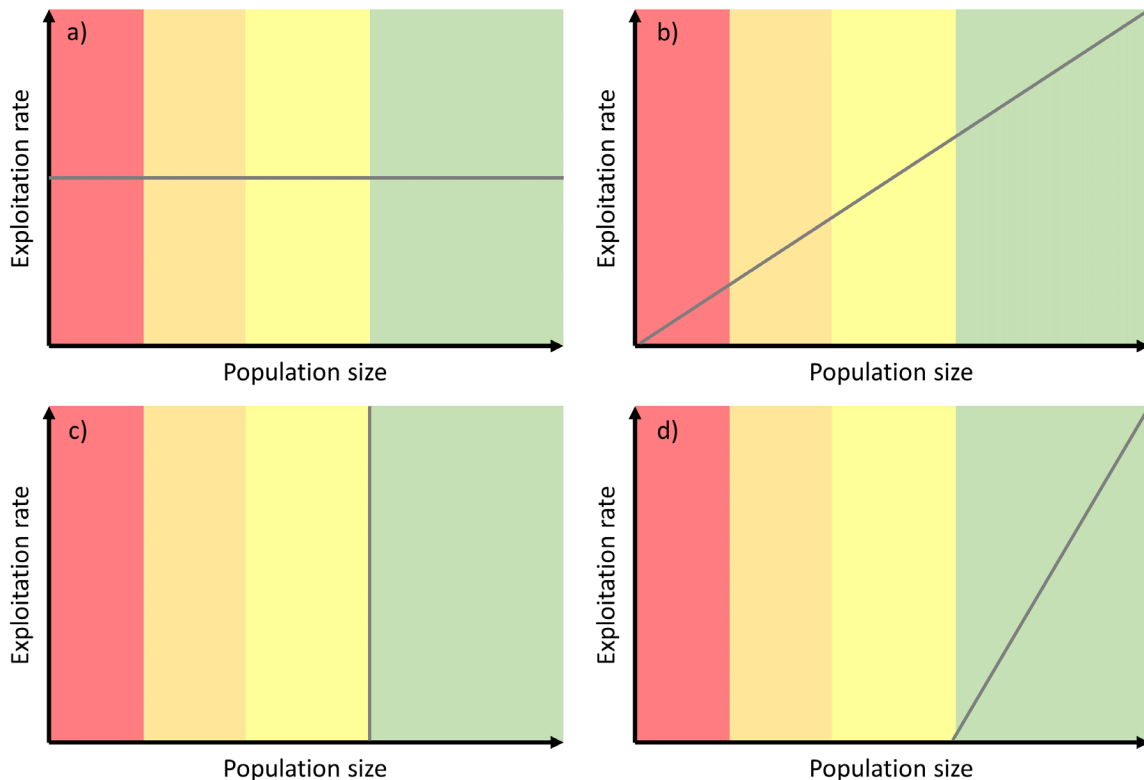 a)
Exploitation rate
Population size
b)
Exploitation rate
Population size
c)
Exploitation rate
Population size
d)
Exploitation rate
Population size